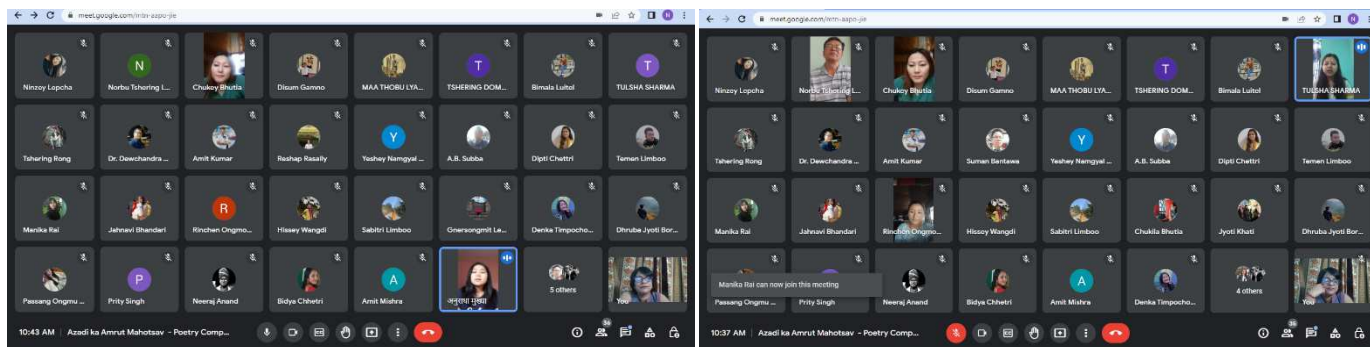 meet.google.com/mtn-aapo-jie
Ninzey Lepcha
N
Norbu Tshering L...
Chukey Bhutia
Disum Gamno
MAA THOBU LYA...
T
TSHERING DOM...
Bimala Luitel
T
TULSHA SHARMA
Tshering Rong
Dr. Dewchandra ...
Amit Kumar
Reshap Rasaily
Y
Yeshey Namgyal ...
A.B. Subba
Dipti Chettri
Temen Limboo
Manika Rai
Jahnavi Bhandari
R
Rinchen Ongmo...
Hissey Wangdi
Sabitri Limboo
Gnersongmit Le...
Denka Timpocho...
Dhruba Jyoti Bor...
Passang Ongmu ...
P
Prity Singh
Neeraj Anand
Bidya Chhetri
A
Amit Mishra
अनुराधा मुख्या
5 others
You
10:43 AM | Azadi ka Amrut Mahotsav - Poetry Comp...
meet.google.com/mtn-aapo-jie
Ninzey Lepcha
Norbu Tshering L...
Chukey Bhutia
Disum Gamno
MAA THOBU LYA...
T
TSHERING DOM...
Bimala Luitel
TULSHA SHARMA
Tshering Rong
Dr. Dewchandra ...
Amit Kumar
Suman Bantawa
Y
Yeshey Namgyal ...
A.B. Subba
Dipti Chettri
Temen Limboo
Manika Rai
Jahnavi Bhandari
Rinchen Ongmo...
Hissey Wangdi
Sabitri Limboo
Chukila Bhutia
Jyoti Khati
Dhruba Jyoti Bor...
Manika Rai can now join this meeting
Passang Ongmu ...
Prity Singh
Neeraj Anand
Bidya Chhetri
A
Amit Mishra
Denka Timpocho...
4 others
You
10:37 AM | Azadi ka Amrut Mahotsav - Poetry Comp...